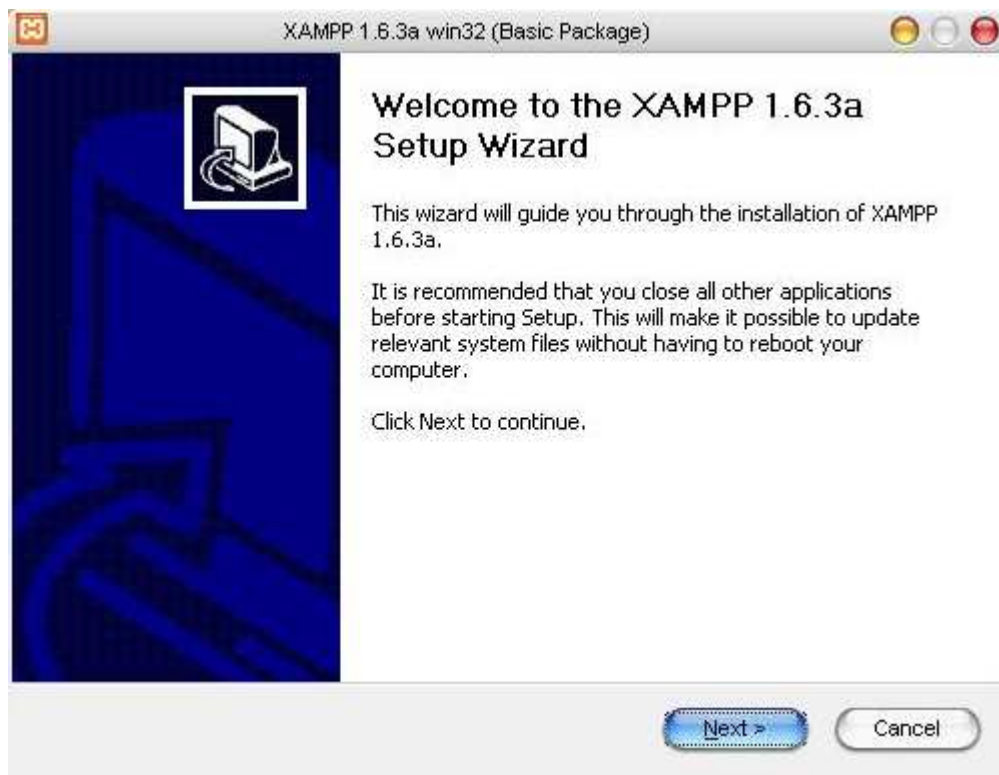 XAMPP 1.6.3a win32 (Basic Package)
Welcome to the XAMPP 1.6.3a
Setup Wizard
This wizard will guide you through the installation of XAMPP
1.6.3a.
It is recommended that you close all other applications
before starting Setup. This will make it possible to update
relevant system files without having to reboot your
computer.
Click Next to continue.
Next >
Cancel